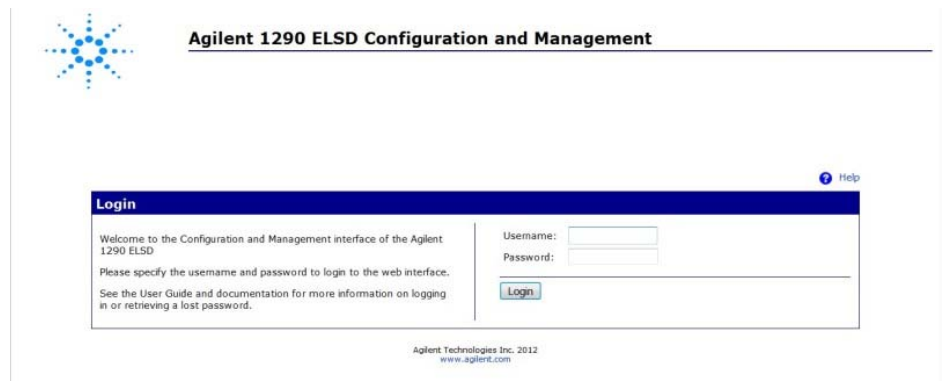 Agilent 1290 ELSD Configuration and Management
Help
Login
Welcome to the Configuration and Management interface of the Agilent
1290 ELSD
Please specify the username and password to login to the web interface.
See the User Guide and documentation for more information on logging
in or retrieving a lost password.
Username:
Password:
Login
Agilent Technologies Inc. 2012
www.agilent.com